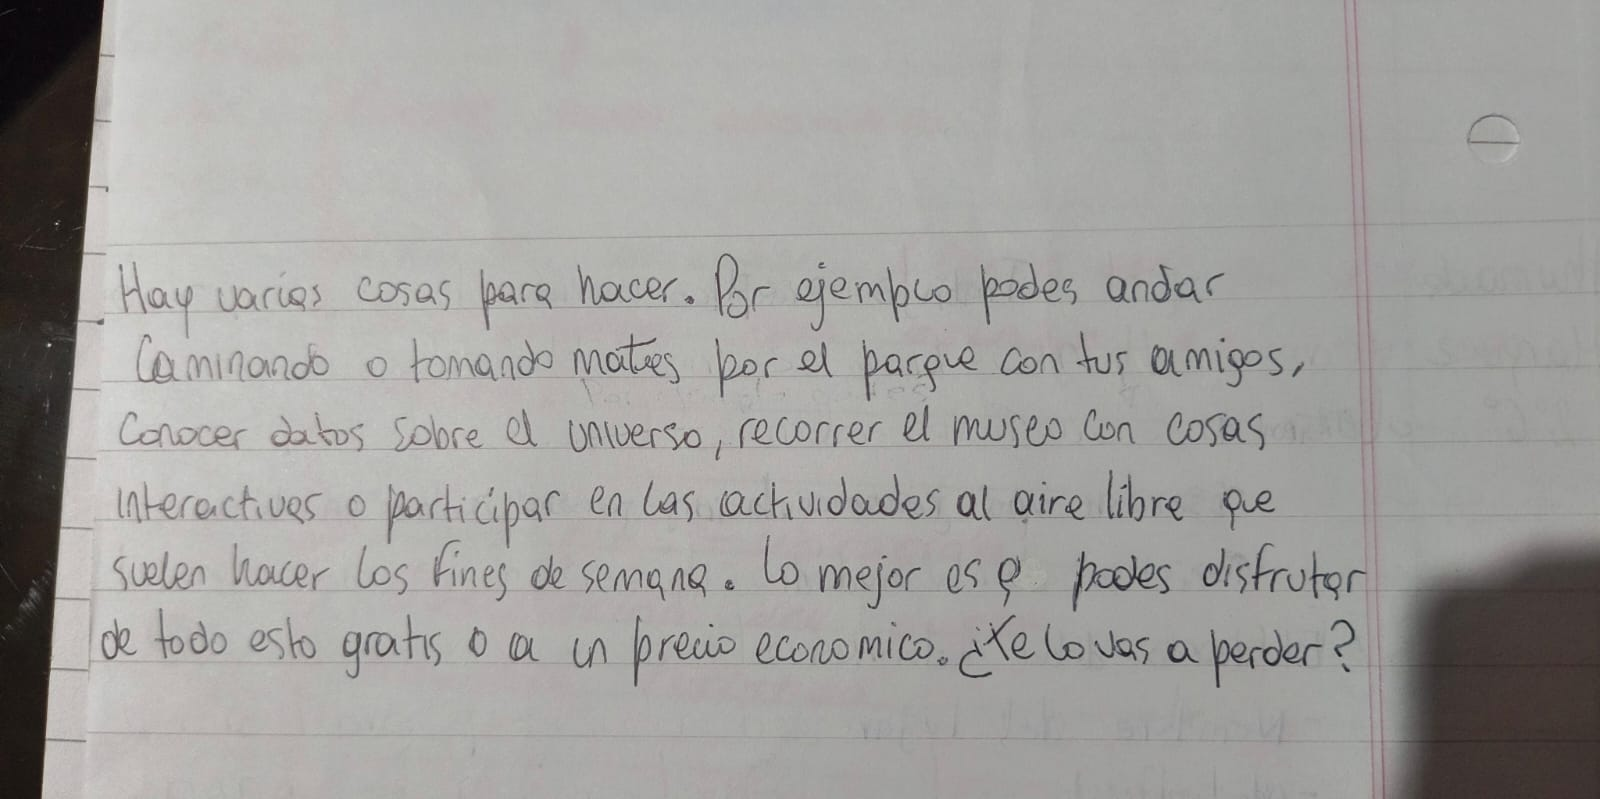 Hay varias cosas para hacer. Por ejemplo podes andar
caminando o tomando mates por el parque con tus amigos,
conocer datos sobre el universo, recorrer el museo con cosas
interactivas o participar en las actividades al aire libre que
suelen hacer los fines de semana. Lo mejor es q podes disfrutar
de todo esto gratis o a un precio economico. ¿Te lo vas a perder?